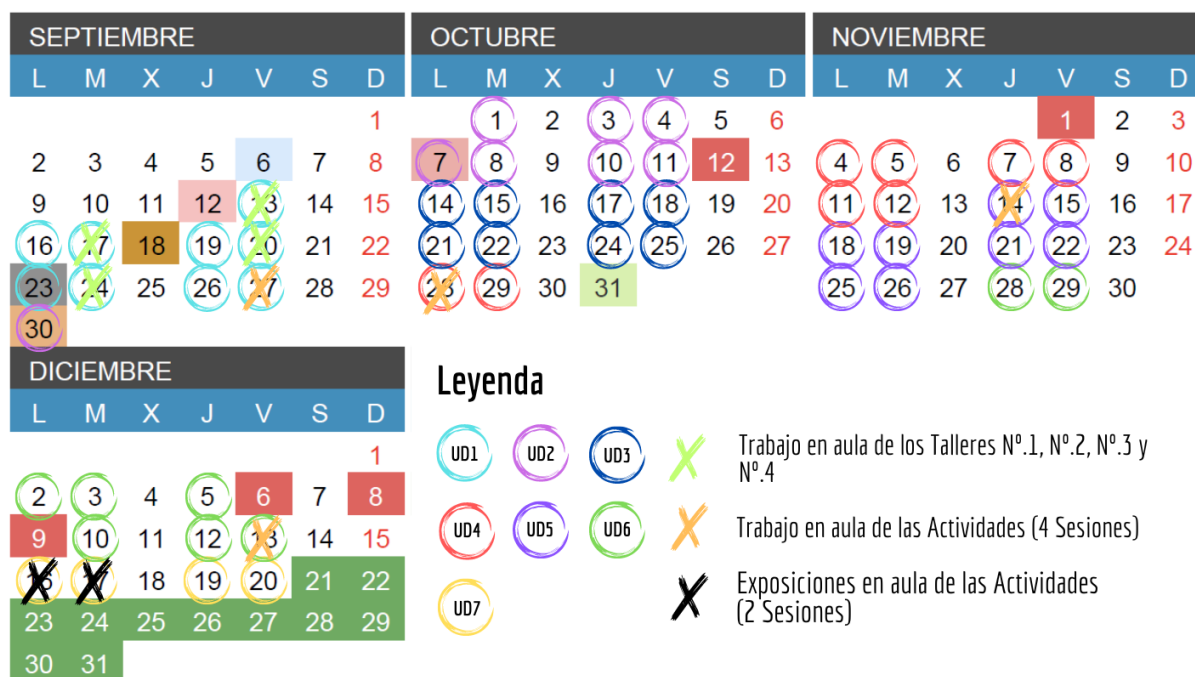 SEPTIEMBRE
L M X J V S D
1
2 3 4 5 6 7 8
9 10 11 12 13 14 15
16 17 18 19 20 21 22
23 24 25 26 27 28 29
30
OCTUBRE
L M X J V S D
1 2 3 4 5 6
7 8 9 10 11 12 13
14 15 16 17 18 19 20
21 22 23 24 25 26 27
28 29 30 31
NOVIEMBRE
L M X J V S D
1 2 3
4 5 6 7 8 9 10
11 12 13 14 15 16 17
18 19 20 21 22 23 24
25 26 27 28 29 30
DICIEMBRE
L M X J V S D
1
2 3 4 5 6 7 8
9 10 11 12 13 14 15
16 17 18 19 20 21 22
23 24 25 26 27 28 29
30 31
Leyenda
UD1 UD2 UD3
UD4 UD5 UD6
UD7
Trabajo en aula de los Talleres Nº.1, Nº.2, Nº.3 y
Nº.4
Trabajo en aula de las Actividades (4 Sesiones)
Exposiciones en aula de las Actividades
(2 Sesiones)